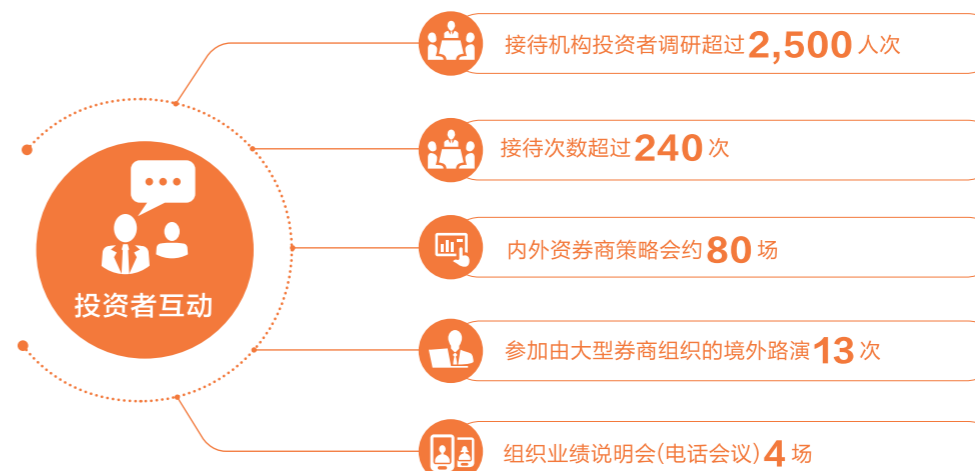 投资者互动
接待机构投资者调研超过2,500人次
接待次数超过240次
内外资券商策略会约80场
参加由大型券商组织的境外路演13次
组织业绩说明会(电话会议)4场